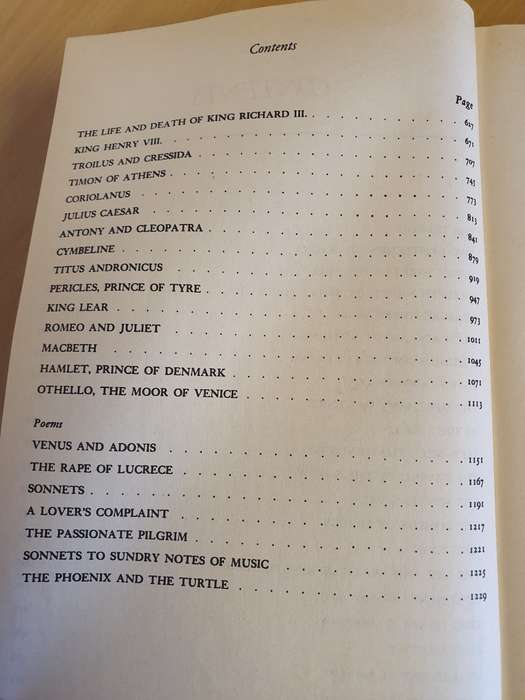 Contents
Page
THE LIFE AND DEATH OF KING RICHARD III. . . . . . . . . . . 617
KING HENRY VIII. . . . . . . . . . . . . . . . . . 671
TROILUS AND CRESSIDA . . . . . . . . . . . . . . . . 707
TIMON OF ATHENS . . . . . . . . . . . . . . . . . 745
CORIOLANUS . . . . . . . . . . . . . . . . . . . 773
JULIUS CAESAR . . . . . . . . . . . . . . . . . . 813
ANTONY AND CLEOPATRA . . . . . . . . . . . . . . . 841
CYMBELINE . . . . . . . . . . . . . . . . . . . 879
TITUS ANDRONICUS . . . . . . . . . . . . . . . . . 919
PERICLES, PRINCE OF TYRE . . . . . . . . . . . . . . . 947
KING LEAR . . . . . . . . . . . . . . . . . . . 973
ROMEO AND JULIET . . . . . . . . . . . . . . . . . 1011
MACBETH . . . . . . . . . . . . . . . . . . . 1045
HAMLET, PRINCE OF DENMARK . . . . . . . . . . . . . . 1071
OTHELLO, THE MOOR OF VENICE . . . . . . . . . . . . . 1113
Poems
VENUS AND ADONIS . . . . . . . . . . . . . . . . . 1151
THE RAPE OF LUCRECE . . . . . . . . . . . . . . . . 1167
SONNETS . . . . . . . . . . . . . . . . . . . . 1191
A LOVER'S COMPLAINT . . . . . . . . . . . . . . . . 1217
THE PASSIONATE PILGRIM . . . . . . . . . . . . . . . 1221
SONNETS TO SUNDRY NOTES OF MUSIC . . . . . . . . . . . 1225
THE PHOENIX AND THE TURTLE . . . . . . . . . . . . . . 1229